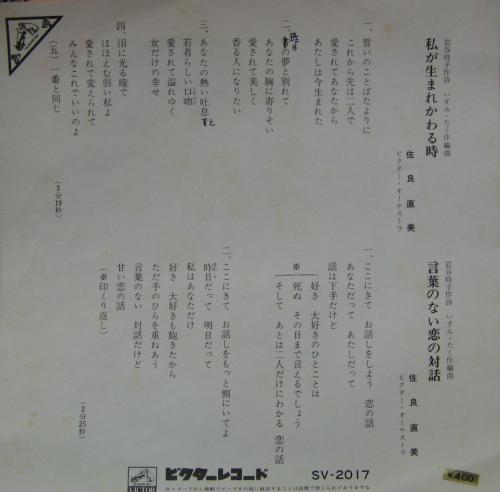 岩谷時子作詩 いずみ・たく作編曲
私が生まれかわる時
佐良直美
ビクター・オーケストラ
一、誓いのことばたよりに
これから先は二人で
愛されてあなたから
あたしは今生まれた
二、昨日の夢と別れて
あなたの胸に寄りそい
愛されて美しく
香る人になりたい
三、あなたの熱い吐息と
若者らしい口吻
愛されて溢れゆく
女だけの幸せ
四、泪に光る瞳で
ほほえむ弱い私よ
愛されて変えられて
みんなこれでいいのよ
(五)一番と同じ
(3分19秒)
岩谷時子作詩 いずみ・たく作編曲
言葉のない恋の対話
佐良直美
ビクター・オーケストラ
一、ここにきて お話しをしよう 恋の話
あなただって あたしだって
話は下手だけど
好き 大好きのひとことは
※死ぬ その日まで言えるでしょう
そして あとは二人だけにわかる 恋の話
二、ここにきて お話しをもっと側にいてよ
昨日だって 明日だって
私はあなただけ
好き 大好きも飽きたから
ただ手のひらを重ねあう
言葉のない 対話だけど
甘い恋の話
(※印くり返し)
(2分25秒)
VICTOR
ビクターレコード
SV-2017
¥400